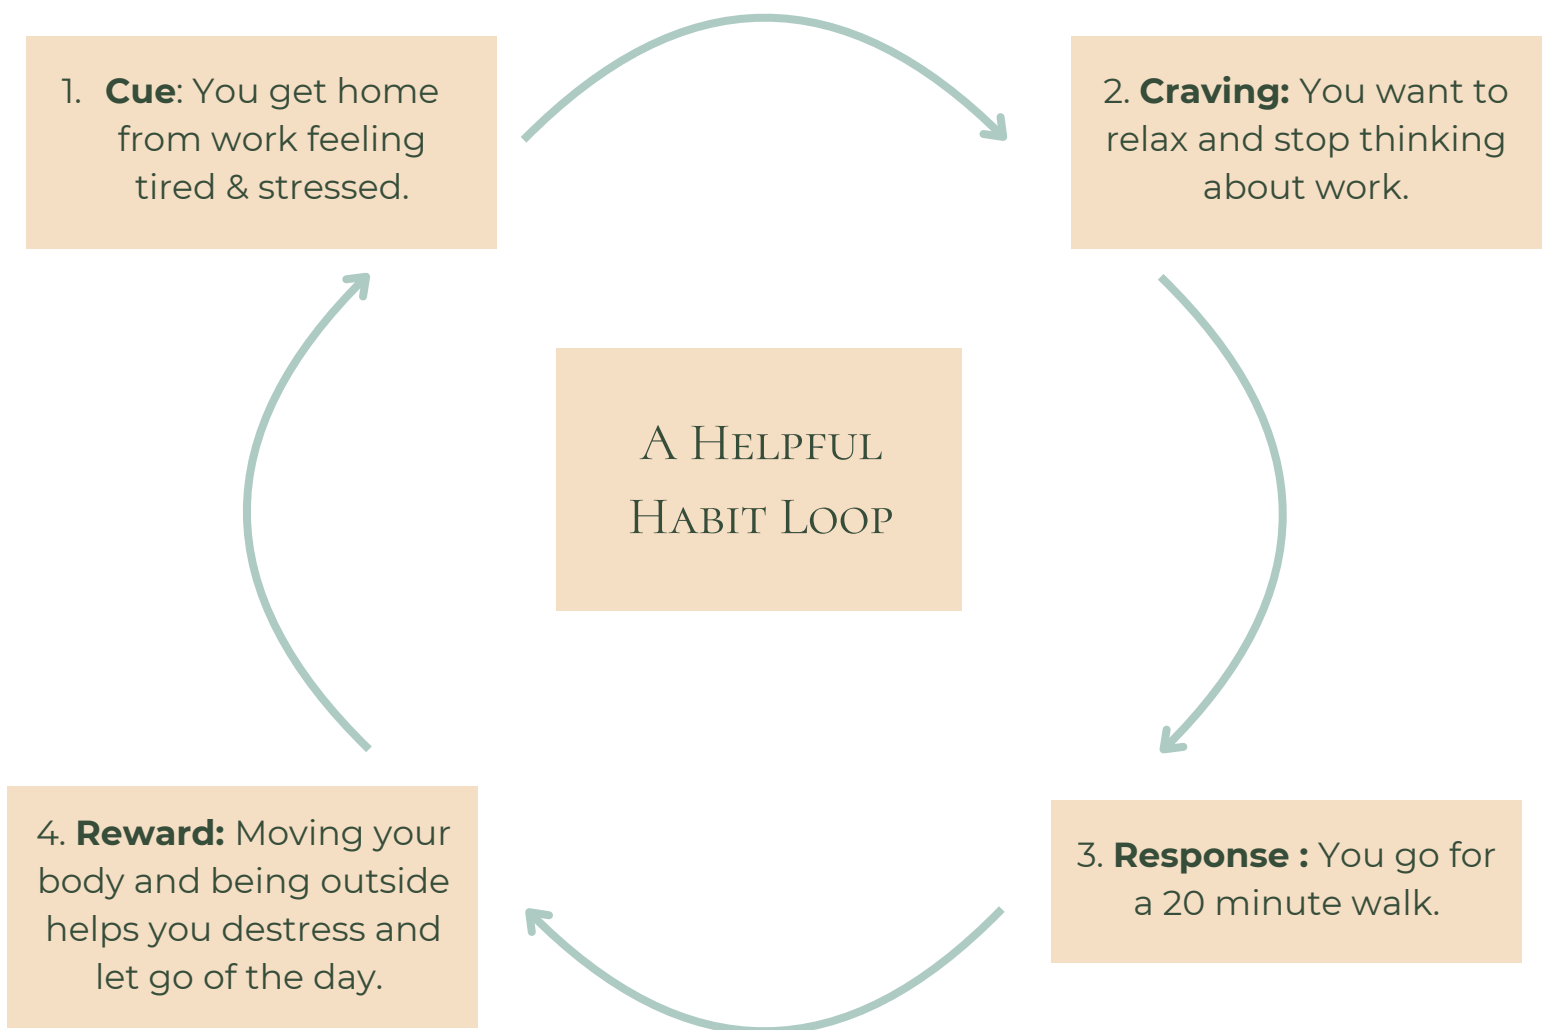 1. Cue: You get home
from work feeling
tired & stressed.
2. Craving: You want to
relax and stop thinking
about work.
A Helpful
Habit Loop
3. Response : You go for
a 20 minute walk.
4. Reward: Moving your
body and being outside
helps you destress and
let go of the day.